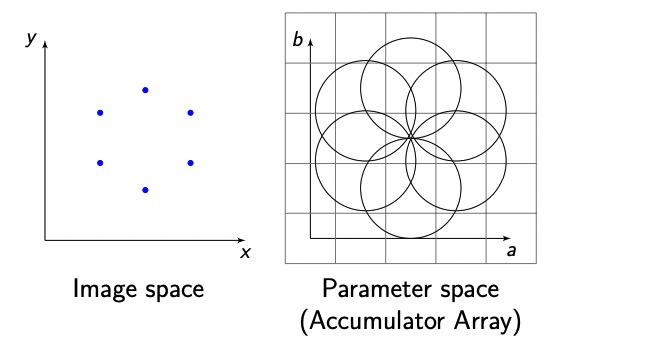 y
x
Image space
b
a
Parameter space
(Accumulator Array)